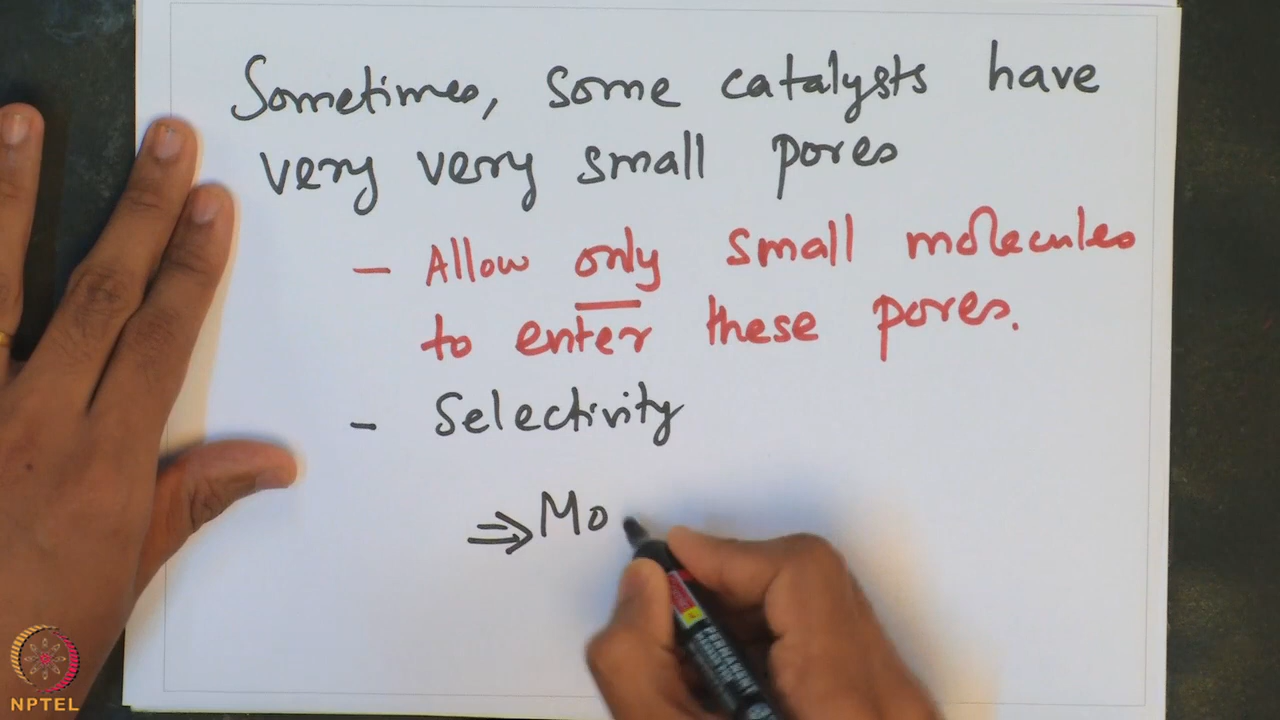 Sometimes, some catalysts have
very very small pores
- Allow only small molecules
to enter these pores.
- Selectivity
⇒ Mo
NPTEL